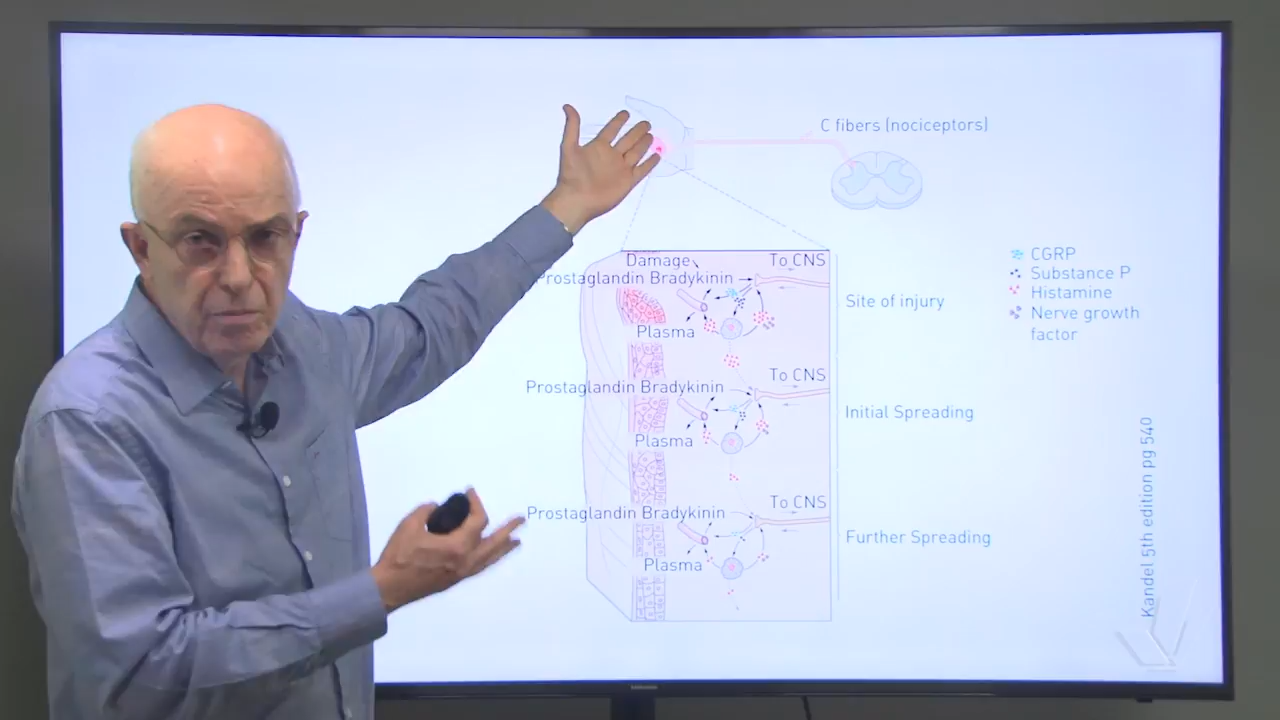 C fibers (nociceptors)
Damage
To CNS
Prostaglandin Bradykinin
Plasma
Site of injury
To CNS
Prostaglandin Bradykinin
Plasma
Initial Spreading
To CNS
Prostaglandin Bradykinin
Plasma
Further Spreading
CGRP
Substance P
Histamine
Nerve growth
factor
Kandel 5th edition pg 540